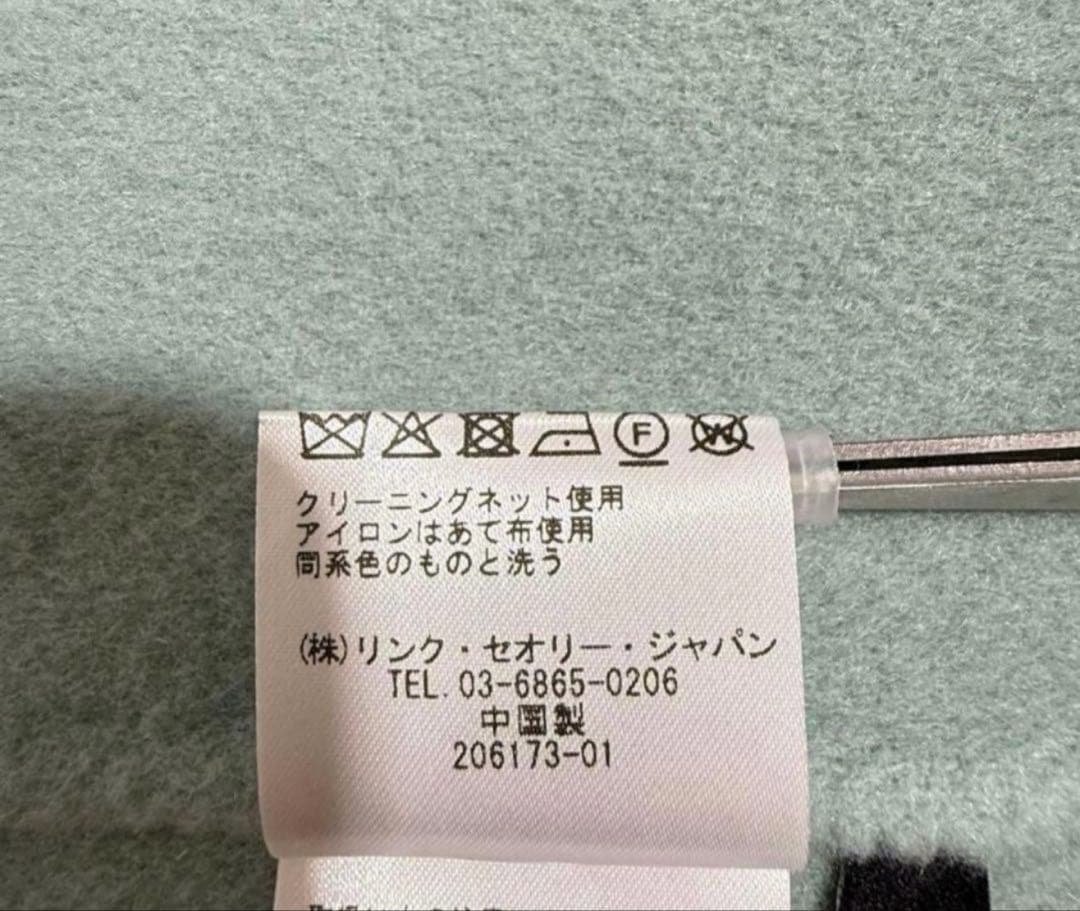 F W
クリーニングネット使用
アイロンはあて布使用
同系色のものと洗う
(株)リンク・セオリー・ジャパン
TEL. 03-6865-0206
中国製
206173-01